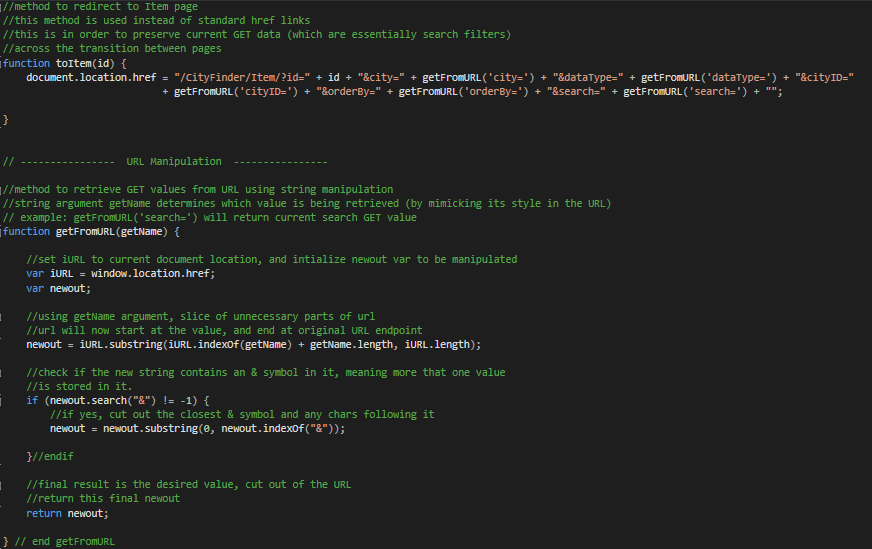 //method to redirect to Item page
//this method is used instead of standard href links
//this is in order to preserve current GET data (which are essentially search filters)
//across the transition between pages
function toItem(id) {
    document.location.href = "/CityFinder/Item/?id=" + id + "&city=" + getFromURL('city=') + "&dataType=" + getFromURL('dataType=') + "&cityID="
                           + getFromURL('cityID=') + "&orderBy=" + getFromURL('orderBy=') + "&search=" + getFromURL('search=') + "";
}
// ----------------  URL Manipulation  ----------------
//method to retrieve GET values from URL using string manipulation
//string argument getName determines which value is being retrieved (by mimicking its style in the URL)
// example: getFromURL('search=') will return current search GET value
function getFromURL(getName) {
    //set iURL to current document location, and intialize newout var to be manipulated
    var iURL = window.location.href;
    var newout;
    //using getName argument, slice of unnecessary parts of url
    //url will now start at the value, and end at original URL endpoint
    newout = iURL.substring(iURL.indexOf(getName) + getName.length, iURL.length);
    //check if the new string contains an & symbol in it, meaning more that one value
    //is stored in it.
    if (newout.search("&") != -1) {
        //if yes, cut out the closest & symbol and any chars following it
        newout = newout.substring(0, newout.indexOf("&"));
    }//endif
    //final result is the desired value, cut out of the URL
    //return this final newout
    return newout;
} // end getFromURL